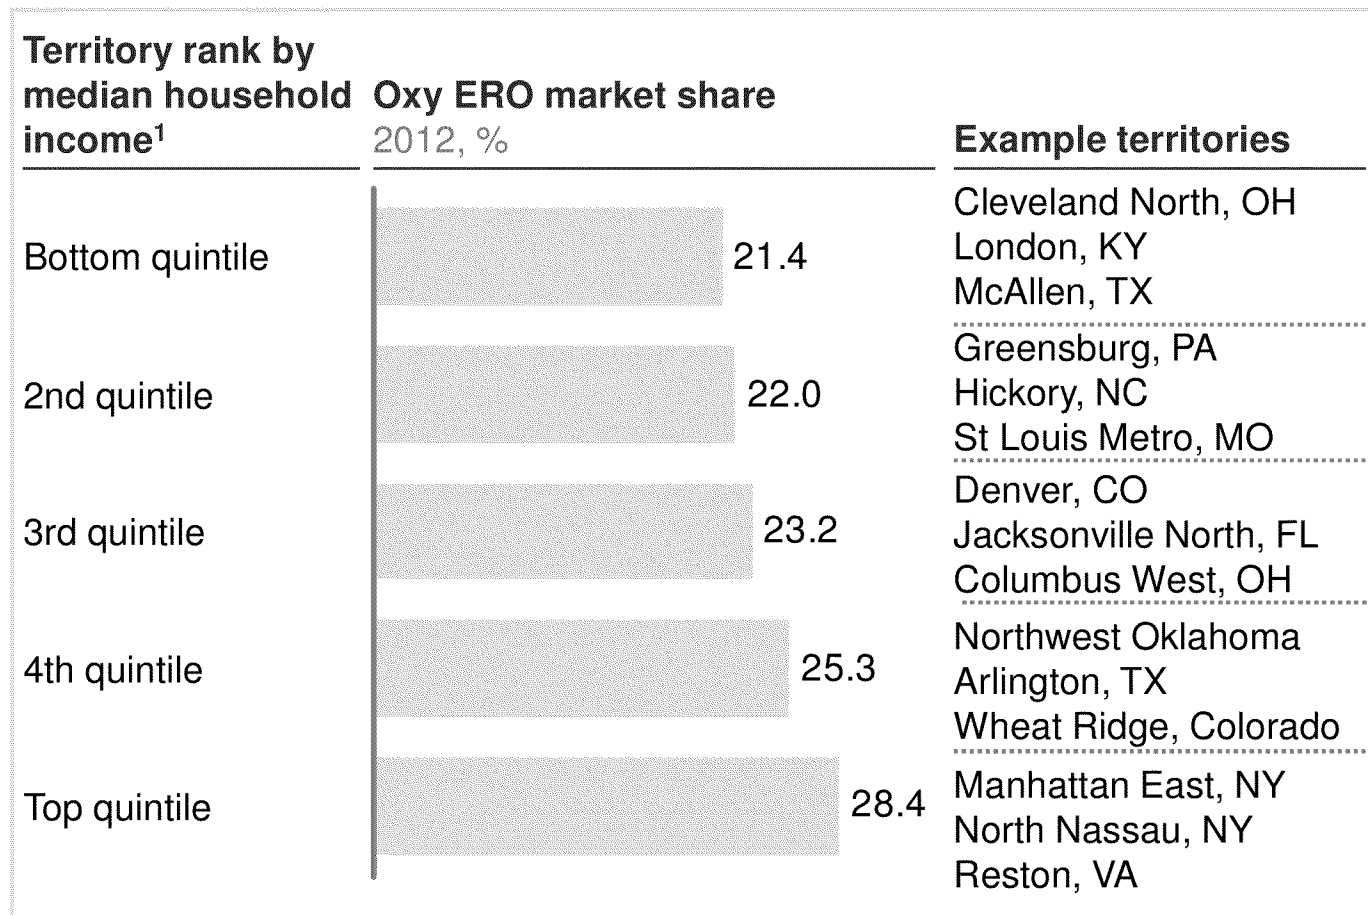 Territory rank by
median household
income¹
Oxy ERO market share
2012, %
Example territories
Bottom quintile
21.4
Cleveland North, OH
London, KY
McAllen, TX
2nd quintile
22.0
Greensburg, PA
Hickory, NC
St Louis Metro, MO
3rd quintile
23.2
Denver, CO
Jacksonville North, FL
Columbus West, OH
4th quintile
25.3
Northwest Oklahoma
Arlington, TX
Wheat Ridge, Colorado
Top quintile
28.4
Manhattan East, NY
North Nassau, NY
Reston, VA